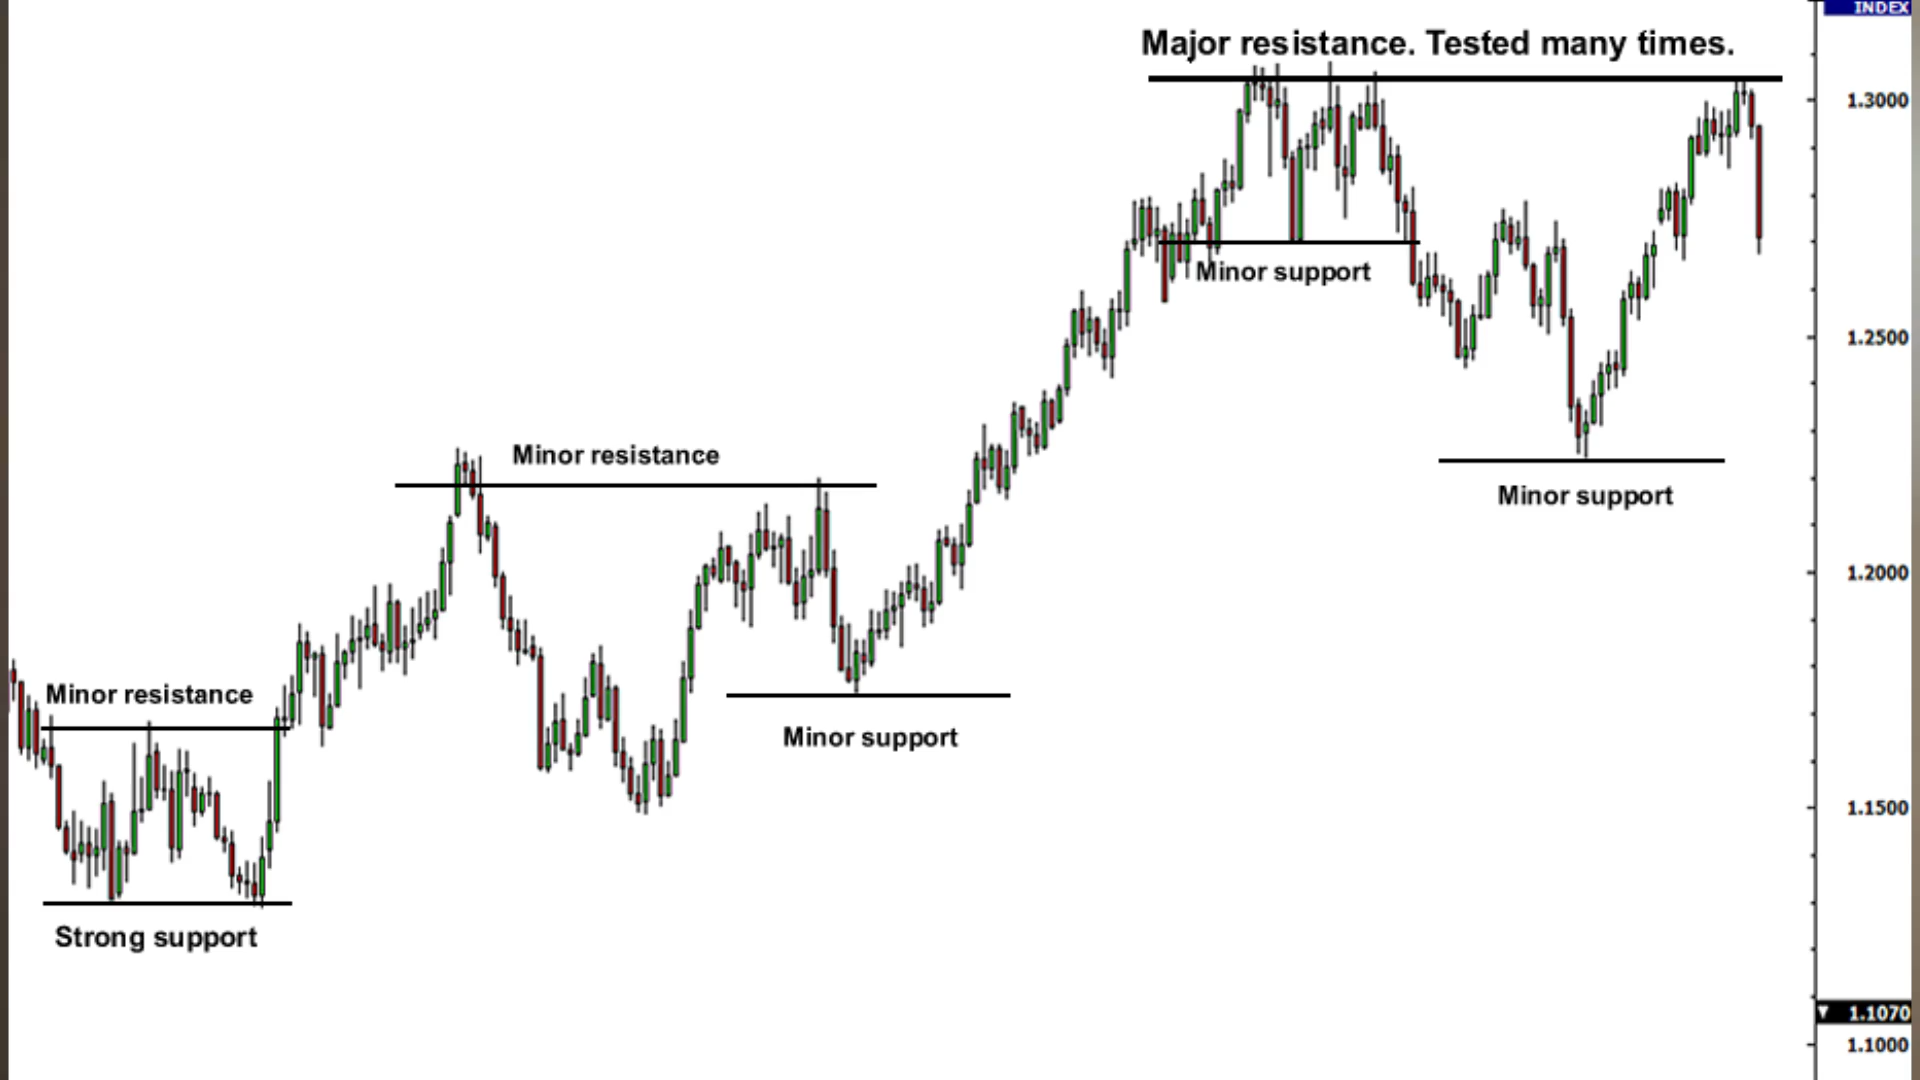 INDEX
Major resistance. Tested many times.
1.3000
Minor support
1.2500
Minor resistance
Minor support
1.2000
Minor resistance
Minor support
1.1500
Strong support
1.1070
1.1000